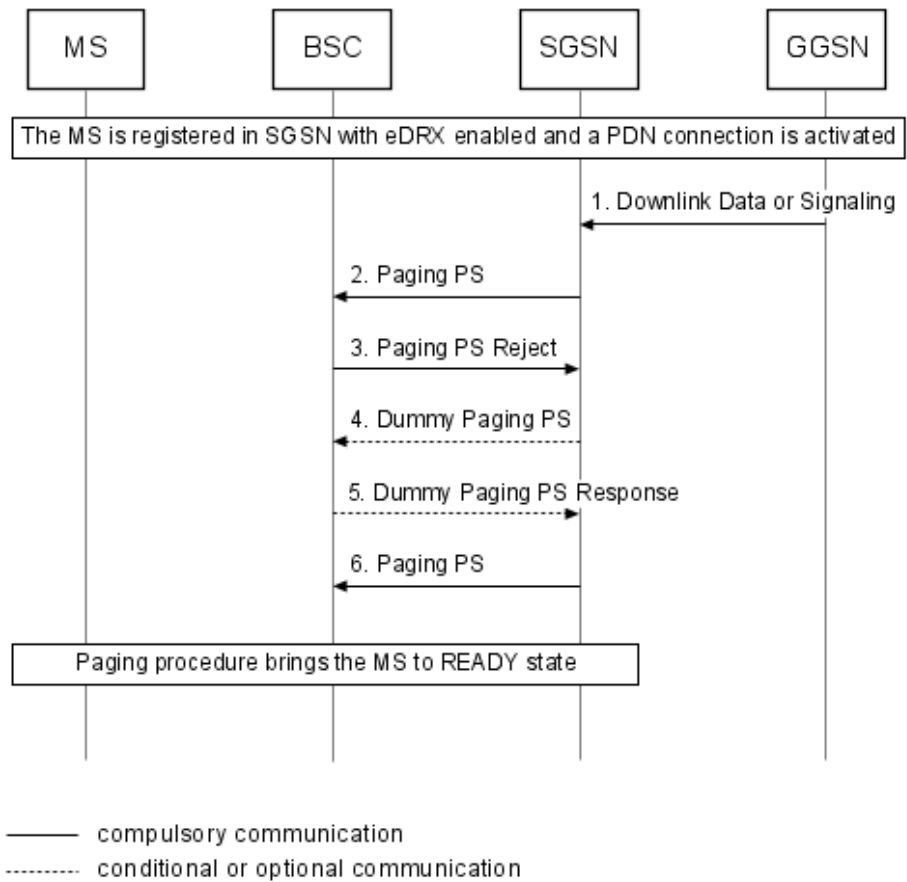 MS
BSC
SGSN
GGSN
The MS is registered in SGSN with eDRX enabled and a PDN connection is activated
1. Downlink Data or Signaling
2. Paging PS
3. Paging PS Reject
4. Dummy Paging PS
5. Dummy Paging PS Response
6. Paging PS
Paging procedure brings the MS to READY state
compulsory communication
conditional or optional communication